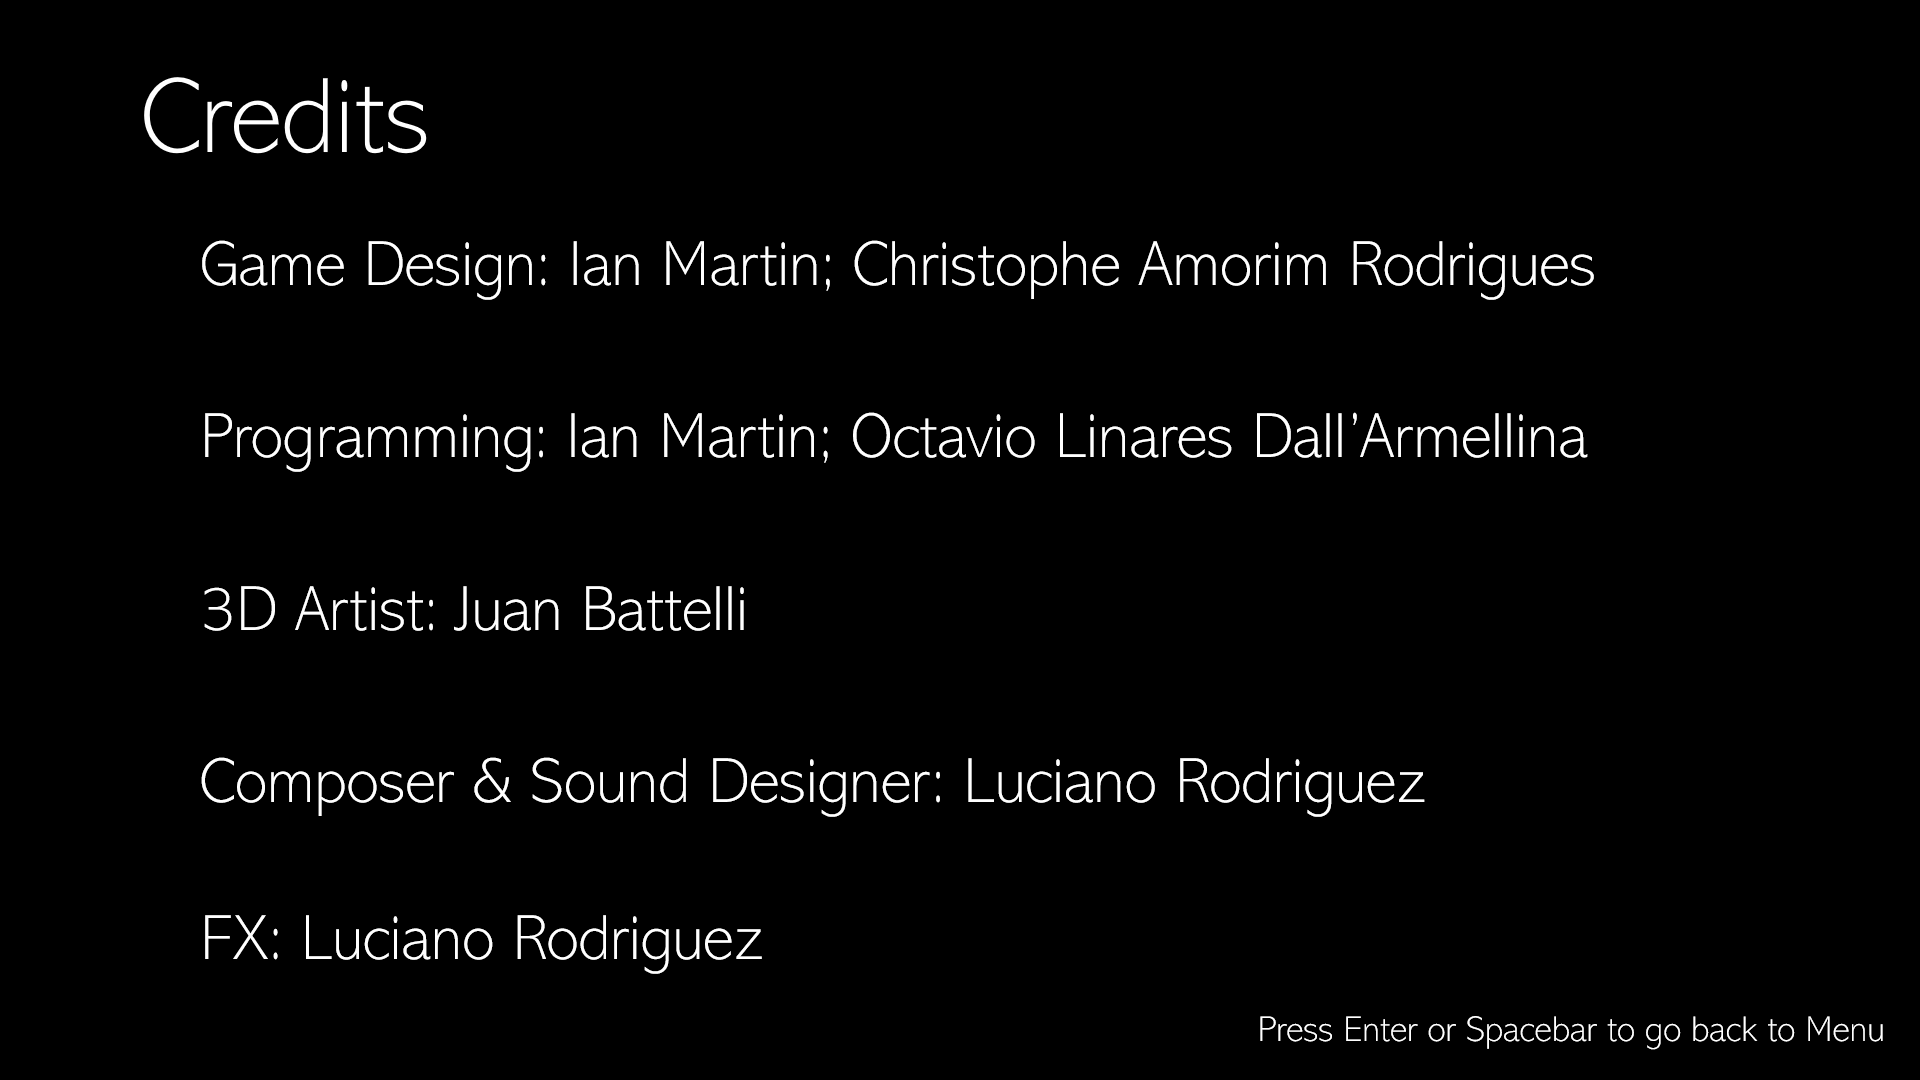 Credits
Game Design: Ian Martin; Christophe Amorim Rodrigues
Programming: Ian Martin; Octavio Linares Dall’Armellina
3D Artist: Juan Battelli
Composer & Sound Designer: Luciano Rodriguez
FX: Luciano Rodriguez
Press Enter or Spacebar to go back to Menu